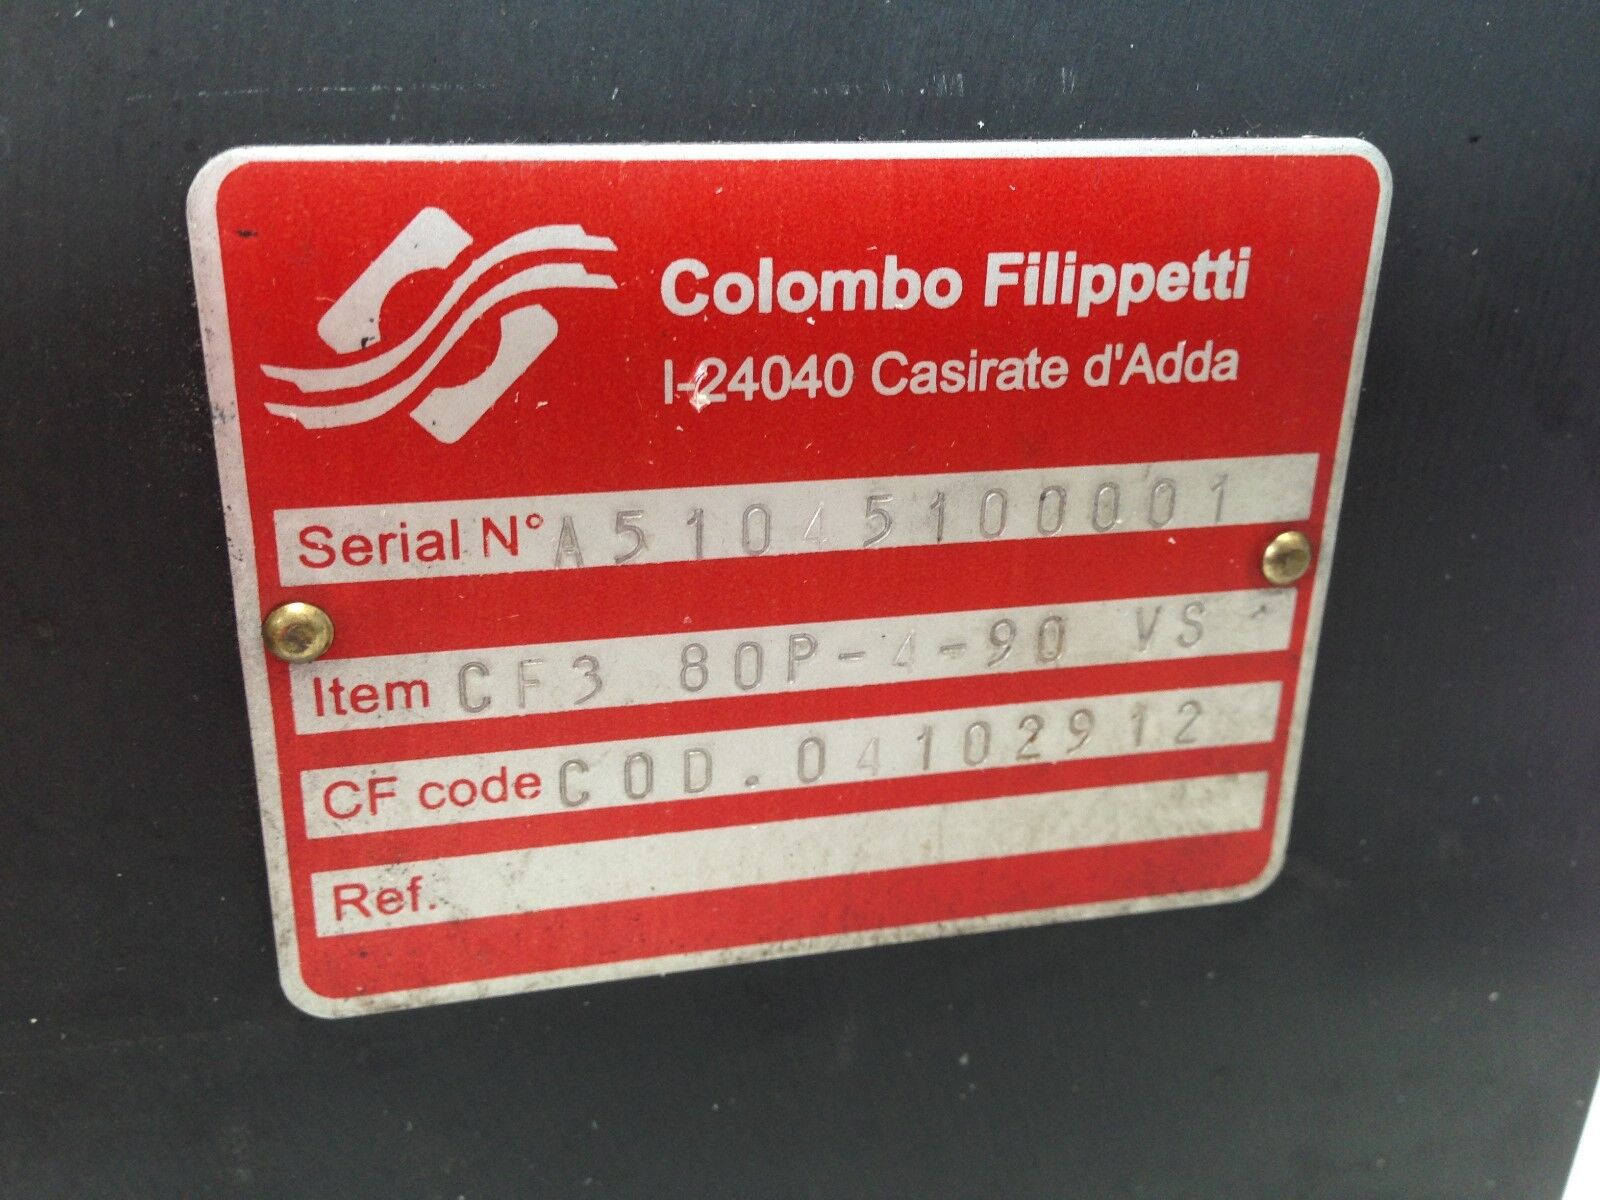 Colombo Filippetti
I-24040 Casirate d'Adda
Serial N° A51045100001
Item CF3 80P-4-90 VS
CF code COD.04102912
Ref.